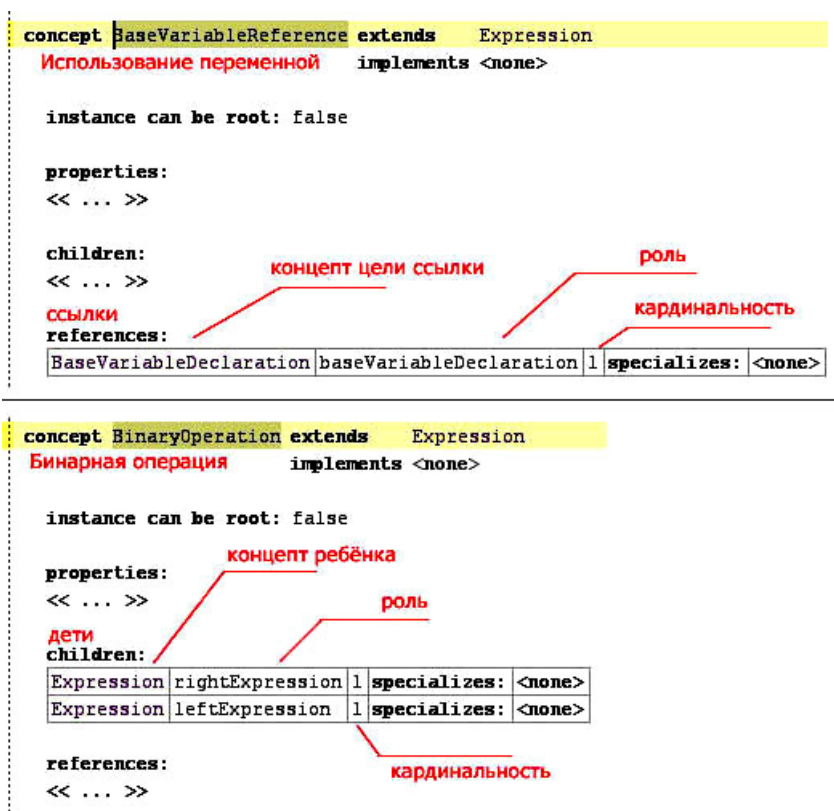 concept BaseVariableReference extends Expression
Использование переменной implements <none>
instance can be root: false
properties:
<< ... >>
children:
<< ... >>
концепт цели ссылки
роль
кардинальность
ссылки
references:
BaseVariableDeclaration baseVariableDeclaration 1 specializes: <none>
concept BinaryOperation extends Expression
Бинарная операция implements <none>
instance can be root: false
концепт ребёнка
properties:
<< ... >>
роль
дети
children:
Expression rightExpression 1 specializes: <none>
Expression leftExpression 1 specializes: <none>
references:
кардинальность
<< ... >>